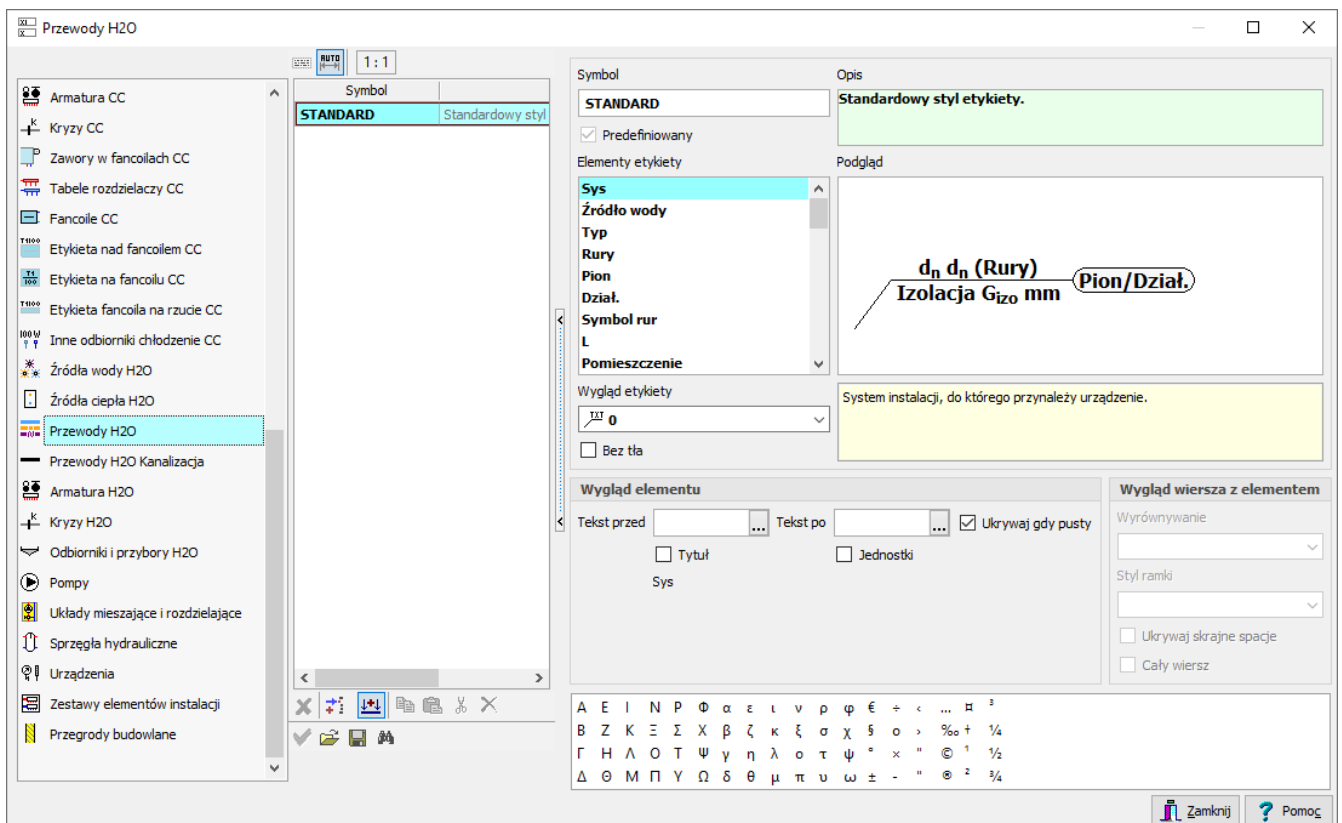 Przewody H2O
AUTO
1 : 1
Armatura CC
Kryzy CC
Zawory w fancoilach CC
Tabele rozdzielaczy CC
Fancoile CC
Etykieta nad fancoilem CC
Etykieta na fancoilu CC
Etykieta fancoila na rzucie CC
Inne odbiorniki chłodzenie CC
Źródła wody H2O
Źródła ciepła H2O
Przewody H2O
Przewody H2O Kanalizacja
Armatura H2O
Kryzy H2O
Odbiorniki i przybory H2O
Pompy
Układy mieszające i rozdzielające
Sprzęgła hydrauliczne
Urządzenia
Zestawy elementów instalacji
Przegrody budowlane
Symbol
STANDARD Standardowy styl
Symbol
STANDARD
Predefiniowany
Opis
Standardowy styl etykiety.
Elementy etykiety
Sys
Źródło wody
Typ
Rury
Pion
Dział.
Symbol rur
L
Pomieszczenie
Podgląd
dn dn (Rury)
Izolacja Gizo mm
Pion/Dział.
Wygląd etykiety
TXT 0
Bez tła
System instalacji, do którego przynależy urządzenie.
Wygląd elementu
Tekst przed ... Tekst po ... Ukrywaj gdy pusty
Tytuł Jednostki
Sys
Wygląd wiersza z elementem
Wyrównywanie
Styl ramki
Ukrywaj skrajne spacje
Cały wiersz
Α Ε Ι Ν Ρ Φ α ε ι ν ρ φ € ÷ ‹ … ¤ ³
Β Ζ Κ Ξ Σ Χ β ζ κ ξ σ χ § ο › ‰ † ¼
Γ Η Λ Ο Τ Ψ γ η λ ο τ ψ ° × " © ¹ ½
Δ Θ Μ Π Υ Ω δ θ μ π υ ω ± - " ® ² ¾
Zamknij
Pomoc